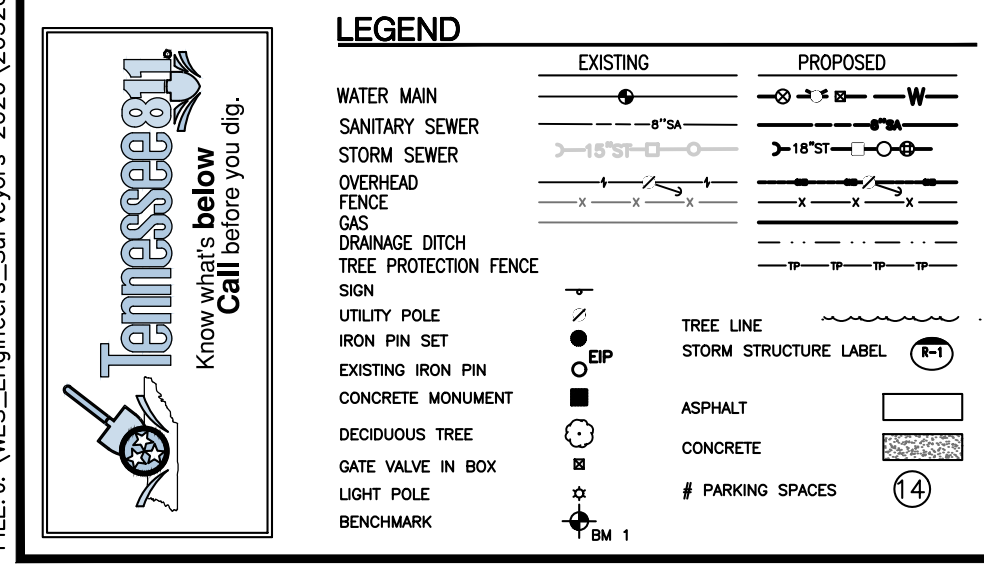 Tennessee811
®
Know what's below
Call before you dig.
LEGEND
EXISTING PROPOSED
WATER MAIN W
SANITARY SEWER 8"SA 8"SA
STORM SEWER 15"ST 18"ST
OVERHEAD
FENCE X X X X X X
GAS
DRAINAGE DITCH
TREE PROTECTION FENCE TP TP TP TP
SIGN
UTILITY POLE
IRON PIN SET
EXISTING IRON PIN EIP
CONCRETE MONUMENT
DECIDUOUS TREE
GATE VALVE IN BOX
LIGHT POLE
BENCHMARK BM 1
TREE LINE
STORM STRUCTURE LABEL R-1
ASPHALT
CONCRETE
# PARKING SPACES 14